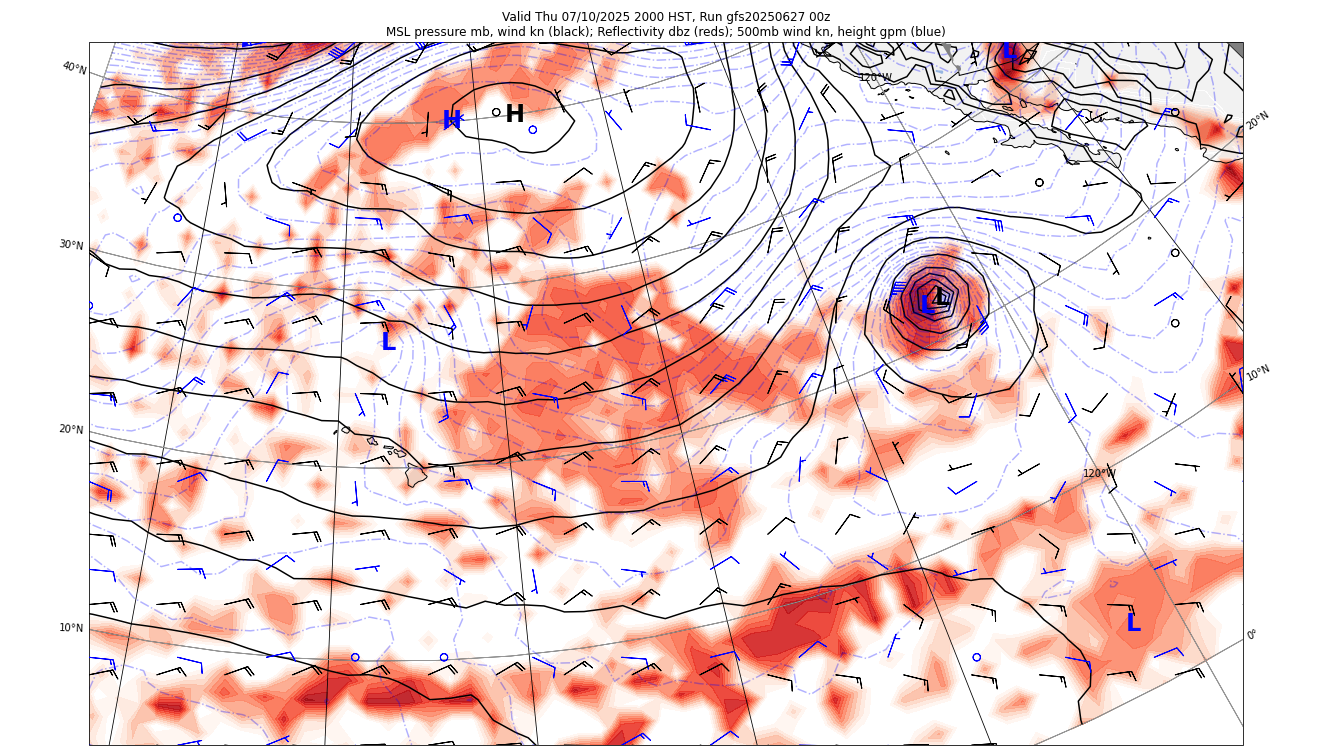 Valid Thu 07/10/2025 2000 HST, Run gfs20250627 00z
MSL pressure mb, wind kn (black); Reflectivity dbz (reds); 500mb wind kn, height gpm (blue)
L
40°N
120°W
H
H
20°N
30°N
L
L
L
10°N
20°N
120°W
10°N
L
0°